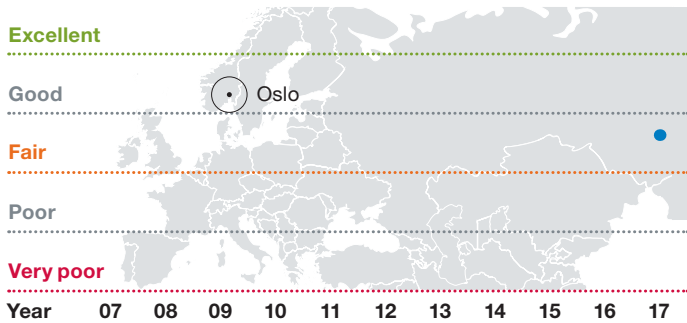 Excellent
Good
Oslo
Fair
Poor
Very poor
Year 07 08 09 10 11 12 13 14 15 16 17